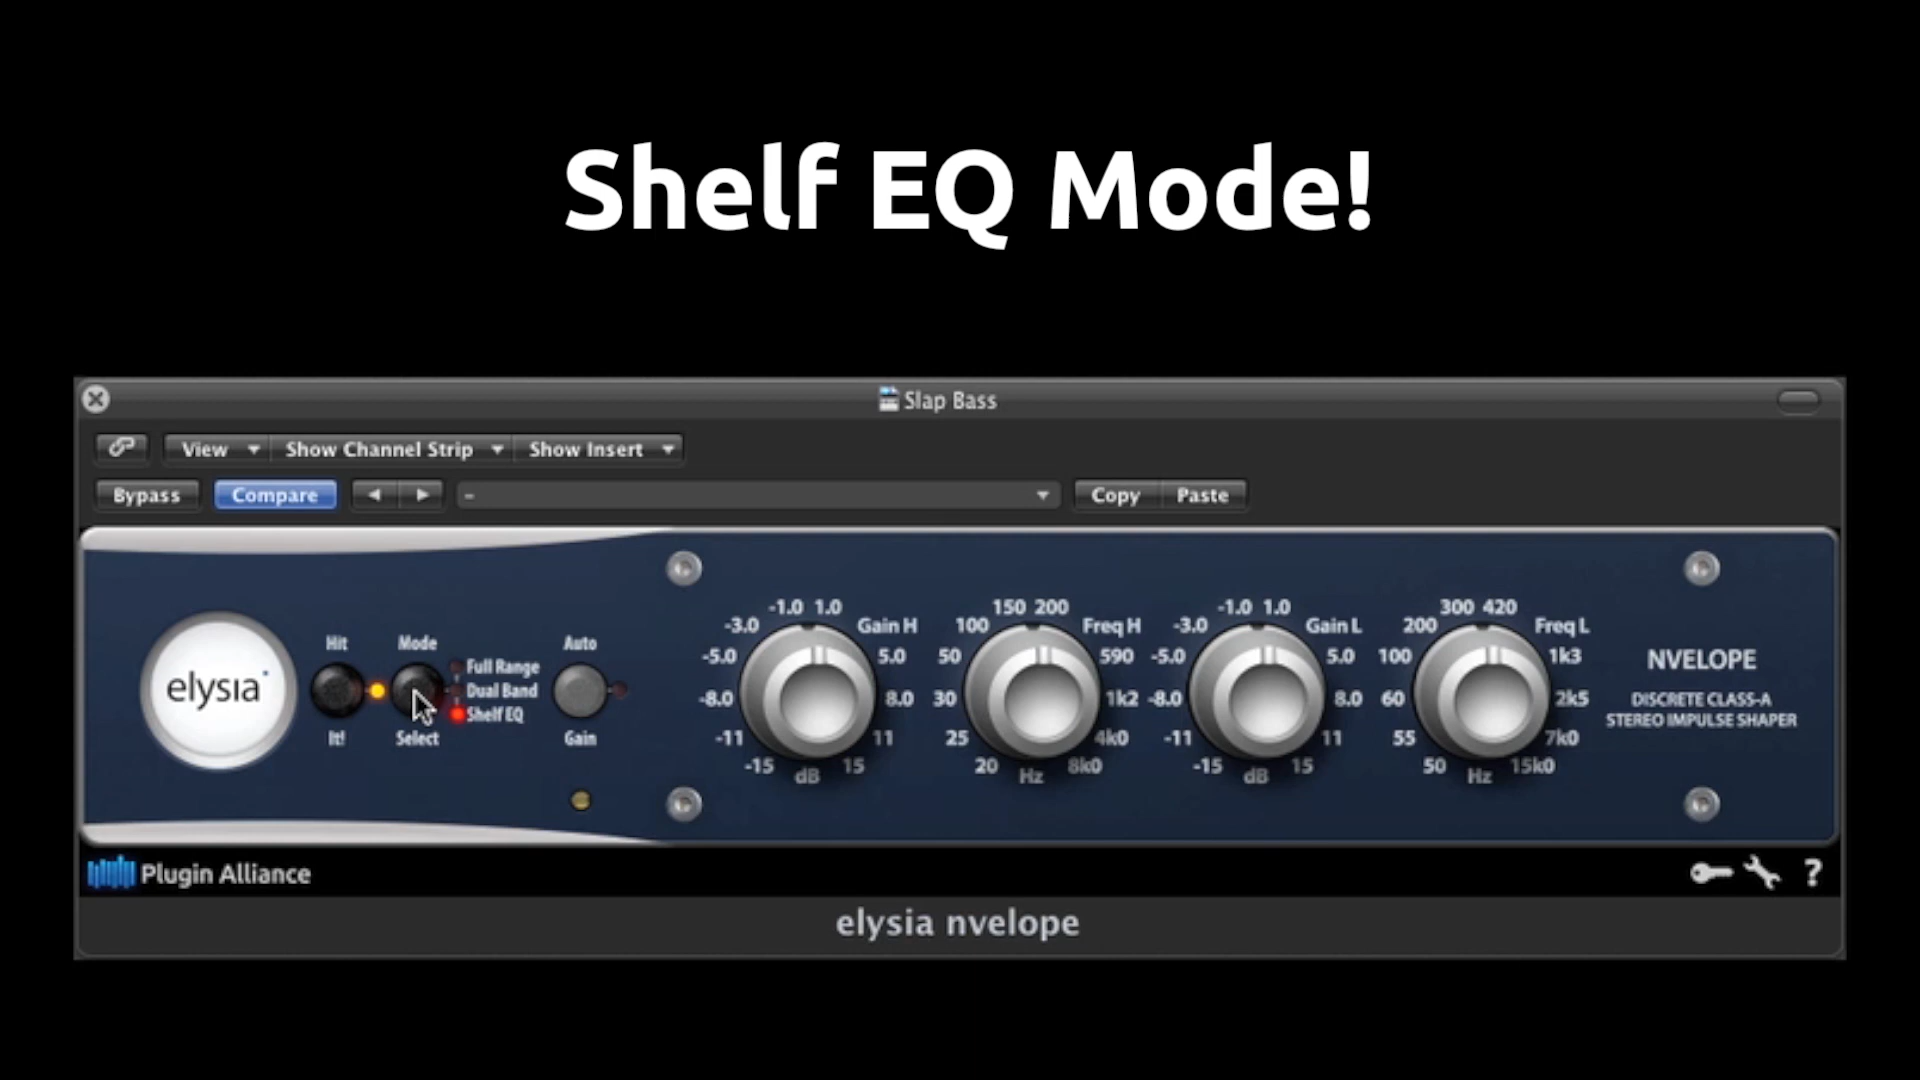 Shelf EQ Mode!
Slap Bass
View Show Channel Strip Show Insert
Bypass Compare - Copy Paste
elysia
Hit
It!
Mode
Select
Full Range
Dual Band
Shelf EQ
Auto
Gain
-1.0 1.0
-3.0 Gain H
-5.0 5.0
-8.0 8.0
-11 11
-15 dB 15
150 200
100 Freq H
50 590
30 1k2
25 4k0
20 Hz 8k0
-1.0 1.0
-3.0 Gain L
-5.0 5.0
-8.0 8.0
-11 11
-15 dB 15
300 420
200 Freq L
100 1k3
60 2k5
55 7k0
50 Hz 15k0
NVELOPE
DISCRETE CLASS-A
STEREO IMPULSE SHAPER
Plugin Alliance
?
elysia nvelope